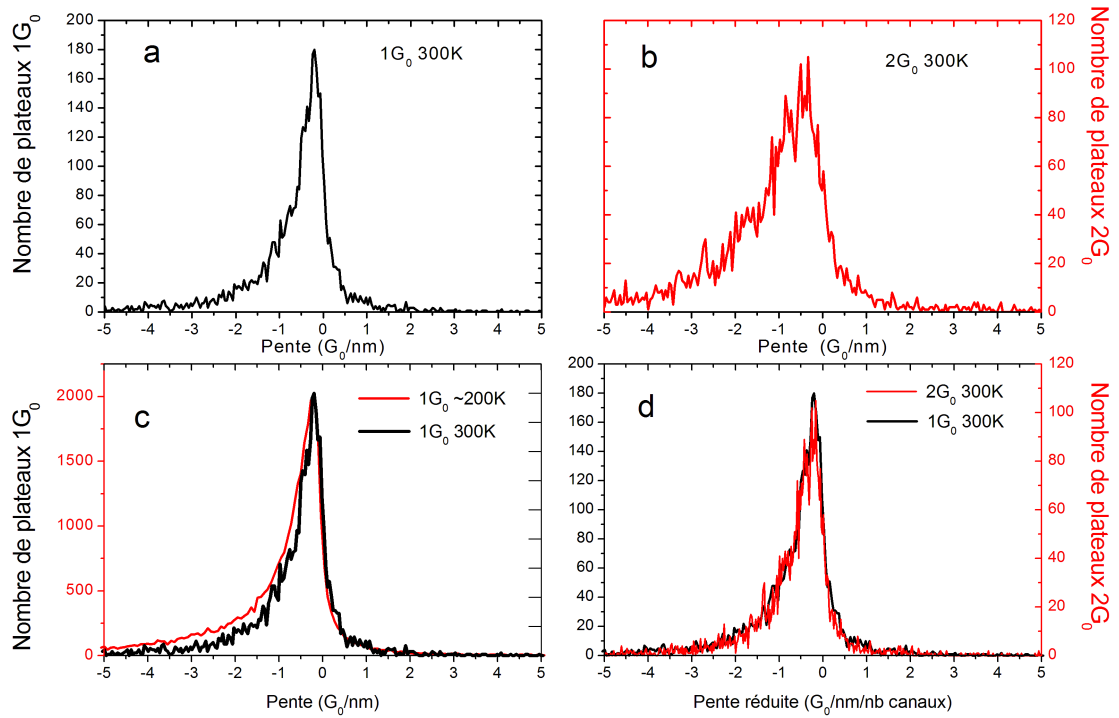 a
1G₀ 300K
Nombre de plateaux 1G₀
200
180
160
140
120
100
80
60
40
20
0
-5 -4 -3 -2 -1 0 1 2 3 4 5
Pente (G₀/nm)
b
2G₀ 300K
Nombre de plateaux 2G₀
120
100
80
60
40
20
0
-5 -4 -3 -2 -1 0 1 2 3 4 5
Pente (G₀/nm)
c
1G₀ ~200K
1G₀ 300K
Nombre de plateaux 1G₀
2000
1500
1000
500
0
-5 -4 -3 -2 -1 0 1 2 3 4 5
Pente (G₀/nm)
d
2G₀ 300K
1G₀ 300K
180
160
140
120
100
80
60
40
20
0
Nombre de plateaux 2G₀
120
100
80
60
40
20
0
-5 -4 -3 -2 -1 0 1 2 3 4 5
Pente réduite (G₀/nm/nb canaux)